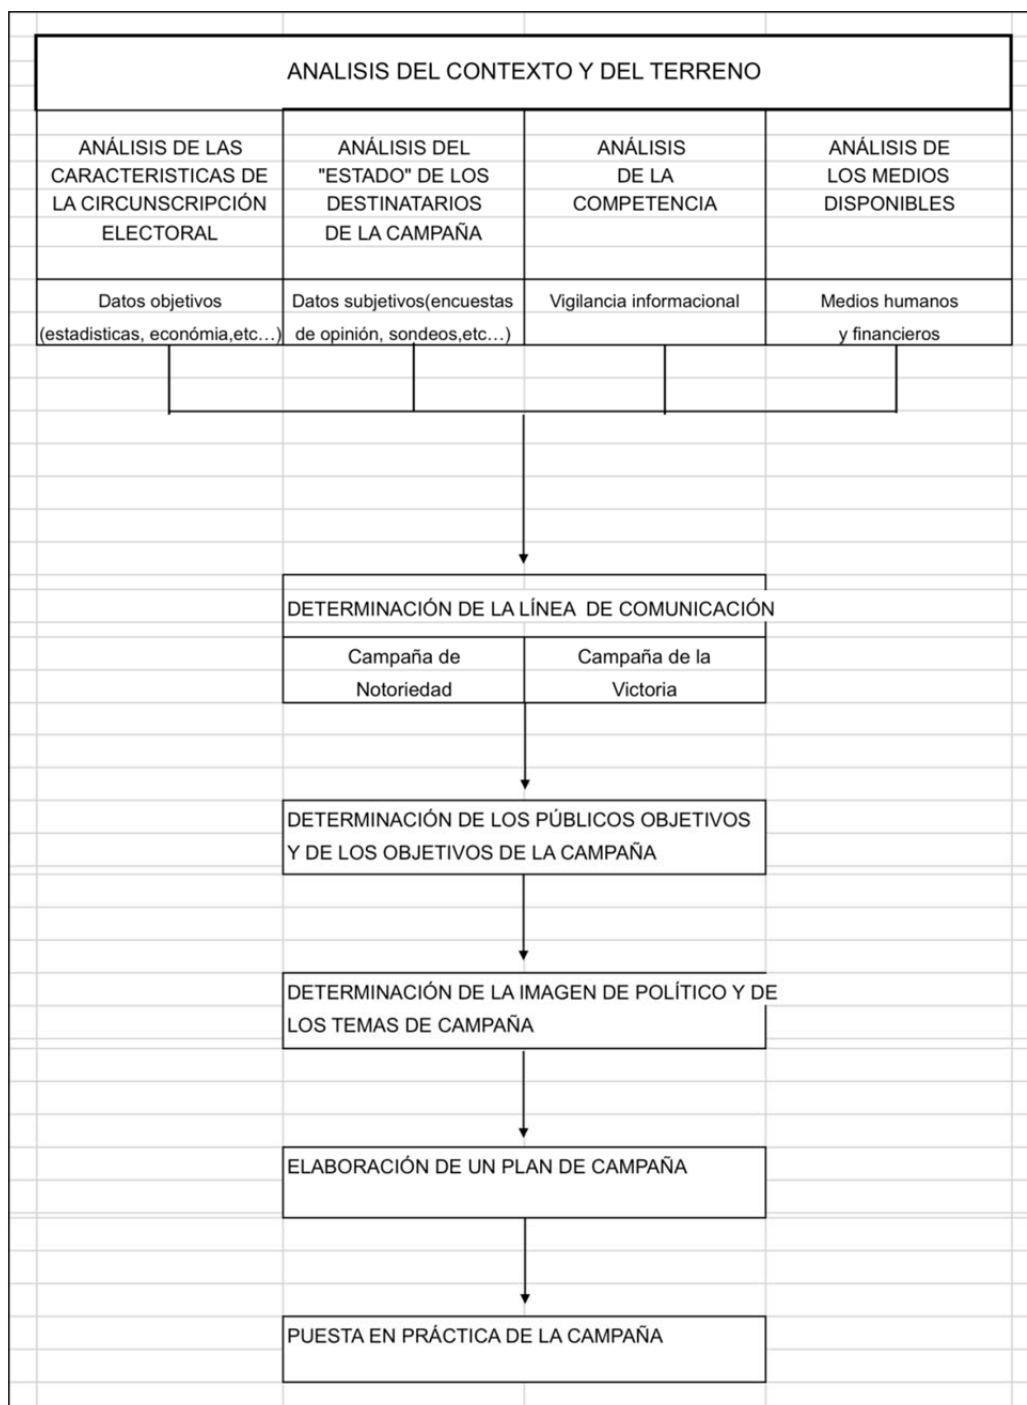 ANALISIS DEL CONTEXTO Y DEL TERRENO
ANÁLISIS DE LAS
CARACTERISTICAS DE
LA CIRCUNSCRIPCIÓN
ELECTORAL
ANÁLISIS DEL
"ESTADO" DE LOS
DESTINATARIOS
DE LA CAMPAÑA
ANÁLISIS
DE LA
COMPETENCIA
ANÁLISIS DE
LOS MEDIOS
DISPONIBLES
Datos objetivos
(estadisticas, económia,etc...)
Datos subjetivos(encuestas
de opinión, sondeos,etc...)
Vigilancia informacional
Medios humanos
y financieros
DETERMINACIÓN DE LA LÍNEA  DE COMUNICACIÓN
Campaña de
Notoriedad
Campaña de la
Victoria
DETERMINACIÓN DE LOS PÚBLICOS OBJETIVOS
Y DE LOS OBJETIVOS DE LA CAMPAÑA
DETERMINACIÓN DE LA IMAGEN DE POLÍTICO Y DE
LOS TEMAS DE CAMPAÑA
ELABORACIÓN DE UN PLAN DE CAMPAÑA
PUESTA EN PRÁCTICA DE LA CAMPAÑA